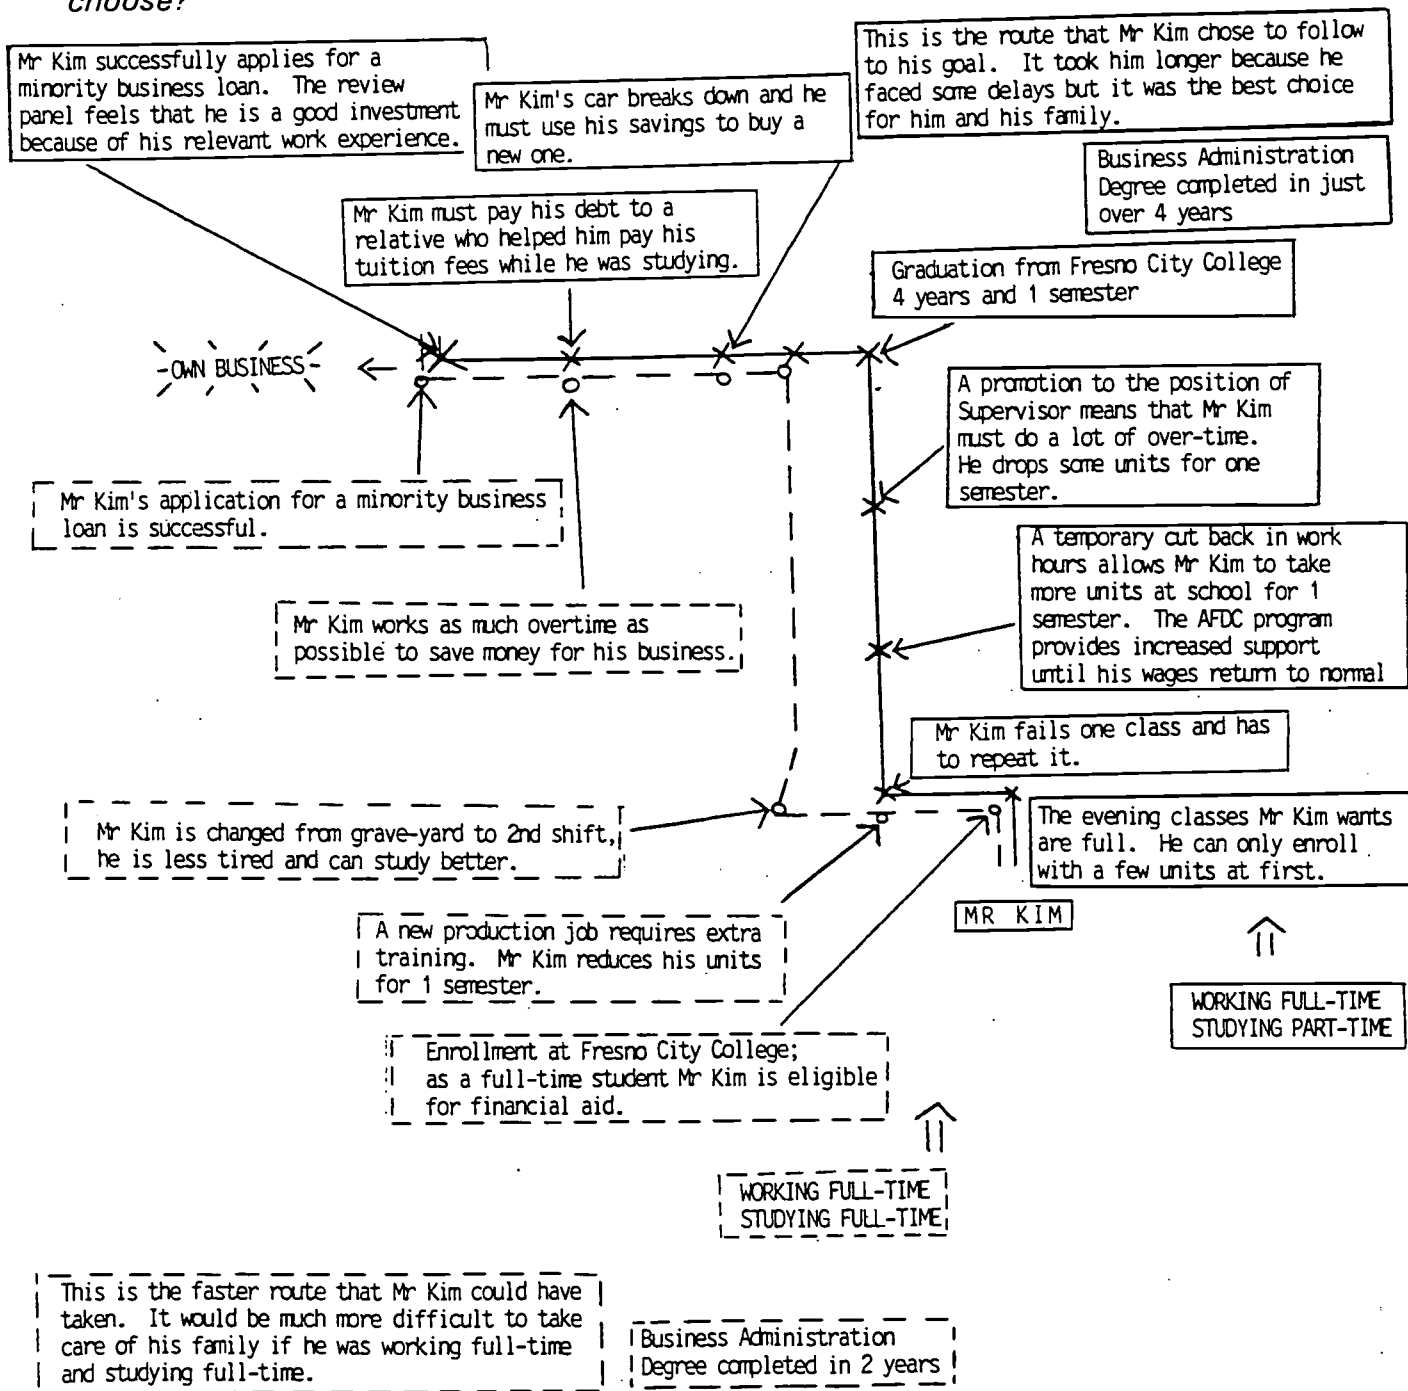 choose?
Mr Kim successfully applies for a
minority business loan. The review
panel feels that he is a good investment
because of his relevant work experience.
Mr Kim's car breaks down and he
must use his savings to buy a
new one.
This is the route that Mr Kim chose to follow
to his goal. It took him longer because he
faced some delays but it was the best choice
for him and his family.
Business Administration
Degree completed in just
over 4 years
Mr Kim must pay his debt to a
relative who helped him pay his
tuition fees while he was studying.
Graduation from Fresno City College
4 years and 1 semester
OWN BUSINESS
A promotion to the position of
Supervisor means that Mr Kim
must do a lot of over-time.
He drops some units for one
semester.
Mr Kim's application for a minority business
loan is successful.
A temporary cut back in work
hours allows Mr Kim to take
more units at school for 1
semester. The AFDC program
provides increased support
until his wages return to normal
Mr Kim works as much overtime as
possible to save money for his business.
Mr Kim fails one class and has
to repeat it.
Mr Kim is changed from grave-yard to 2nd shift,
he is less tired and can study better.
The evening classes Mr Kim wants
are full. He can only enroll
with a few units at first.
MR KIM
A new production job requires extra
training. Mr Kim reduces his units
for 1 semester.
WORKING FULL-TIME
STUDYING PART-TIME
Enrollment at Fresno City College;
as a full-time student Mr Kim is eligible
for financial aid.
WORKING FULL-TIME
STUDYING FULL-TIME
This is the faster route that Mr Kim could have
taken. It would be much more difficult to take
care of his family if he was working full-time
and studying full-time.
Business Administration
Degree completed in 2 years